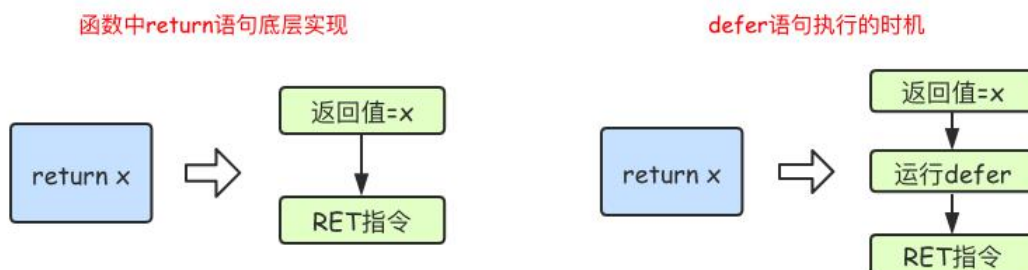 函数中return语句底层实现
return x
返回值=x
RET指令
defer语句执行的时机
return x
返回值=x
运行defer
RET指令